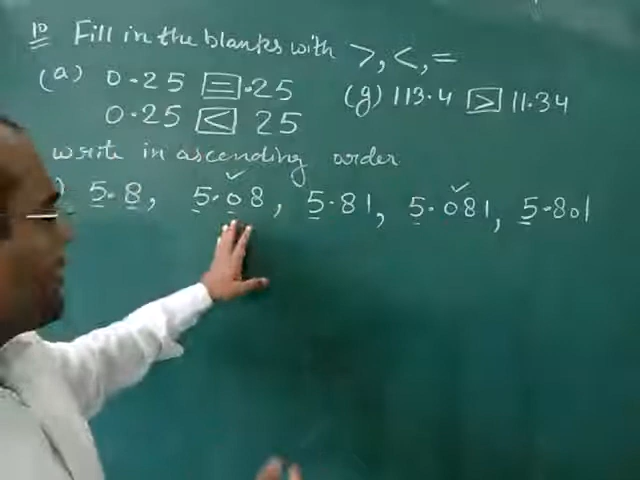 10 Fill in the blanks with >, <, =
(a) 0.25 = .25 (g) 113.4 > 11.34
0.25 < 25
write in ascending order
) 5.8, 5.08, 5.81, 5.081, 5.801